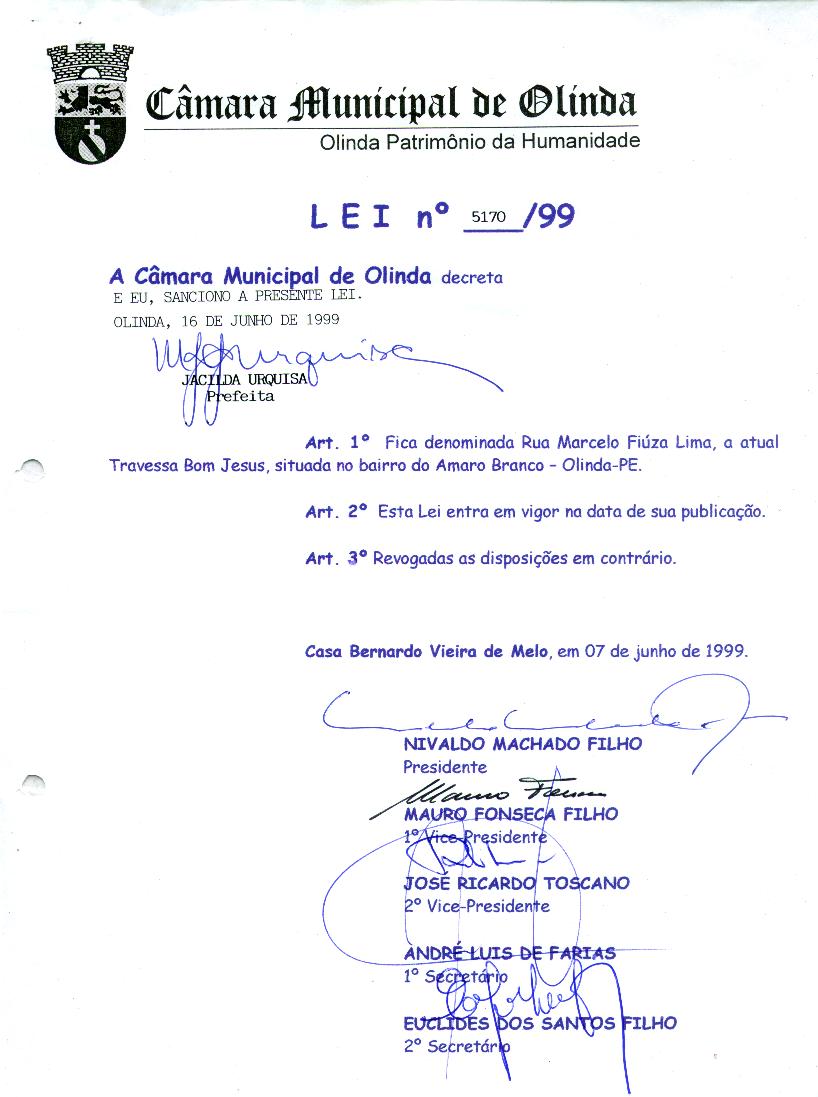 Câmara Municipal de Olinda
Olinda Patrimônio da Humanidade
LEI nº 5170/99
A Câmara Municipal de Olinda decreta
E EU, SANCIONO A PRESENTE LEI.
OLINDA, 16 DE JUNHO DE 1999
JACILDA URQUISA
Prefeita
Art. 1º Fica denominada Rua Marcelo Fiúza Lima, a atual
Travessa Bom Jesus, situada no bairro do Amaro Branco - Olinda-PE.
Art. 2º Esta Lei entra em vigor na data de sua publicação.
Art. 3º Revogadas as disposições em contrário.
Casa Bernardo Vieira de Melo, em 07 de junho de 1999.
NIVALDO MACHADO FILHO
Presidente
MAURO FONSECA FILHO
1º Vice-Presidente
JOSÉ RICARDO TOSCANO
2º Vice-Presidente
ANDRÉ LUIS DE FARIAS
1º Secretário
EUCLIDES DOS SANTOS FILHO
2º Secretário